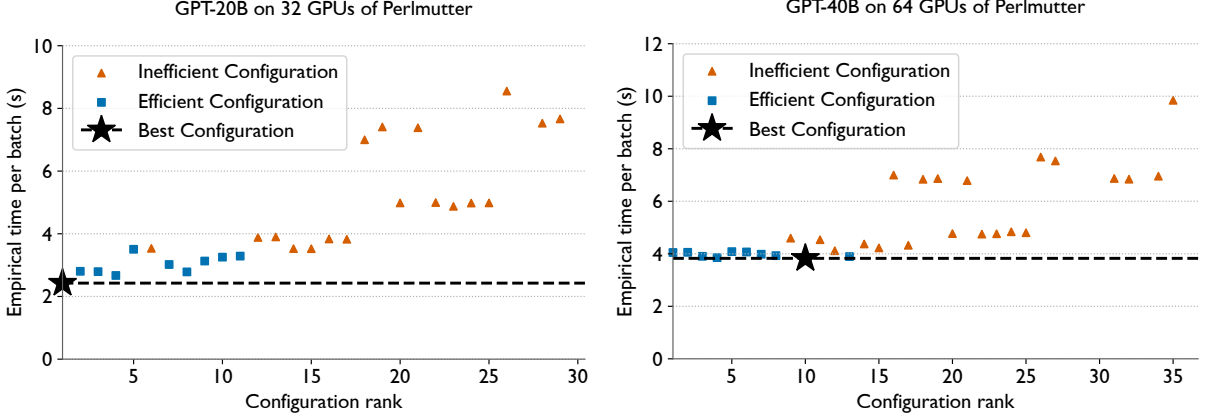 GPT-20B on 32 GPUs of Perlmutter
10
8
6
4
2
0
Empirical time per batch (s)
Inefficient Configuration
Efficient Configuration
Best Configuration
5
10
15
20
25
30
Configuration rank
GPT-40B on 64 GPUs of Perlmutter
12
10
8
6
4
2
0
Empirical time per batch (s)
Inefficient Configuration
Efficient Configuration
Best Configuration
5
10
15
20
25
30
35
Configuration rank